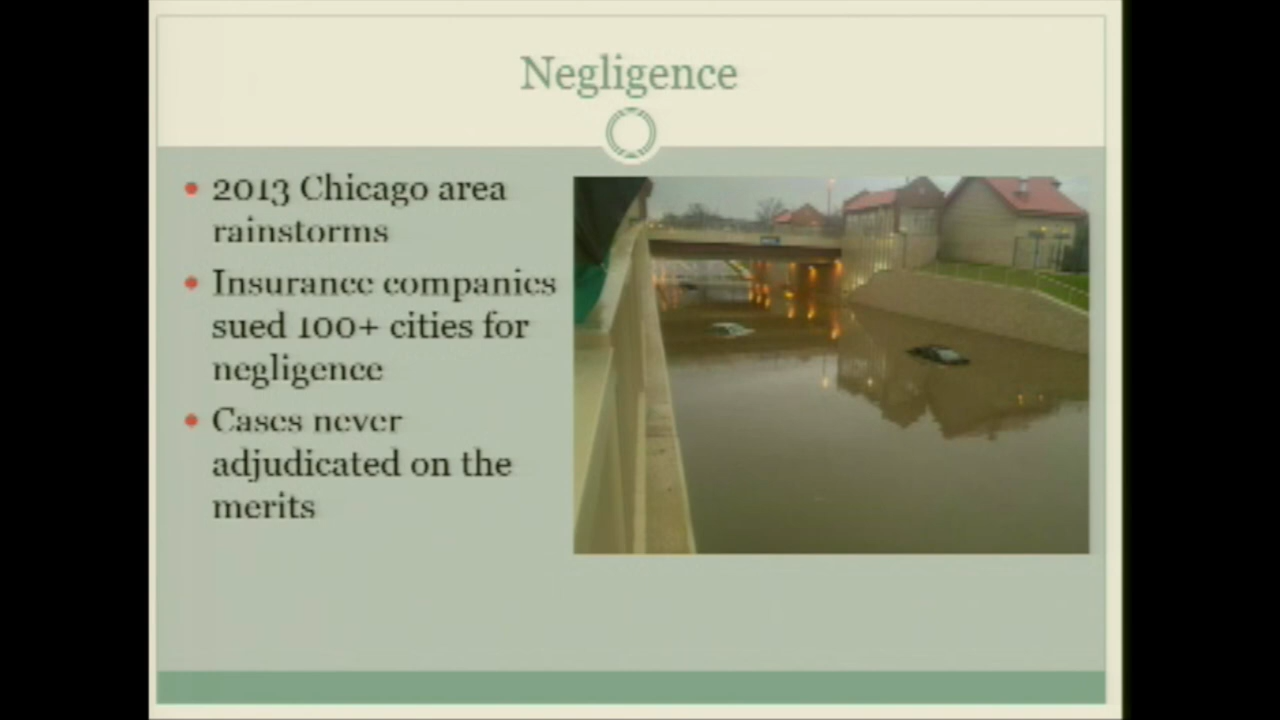 Negligence
2013 Chicago area
rainstorms
Insurance companies
sued 100+ cities for
negligence
Cases never
adjudicated on the
merits